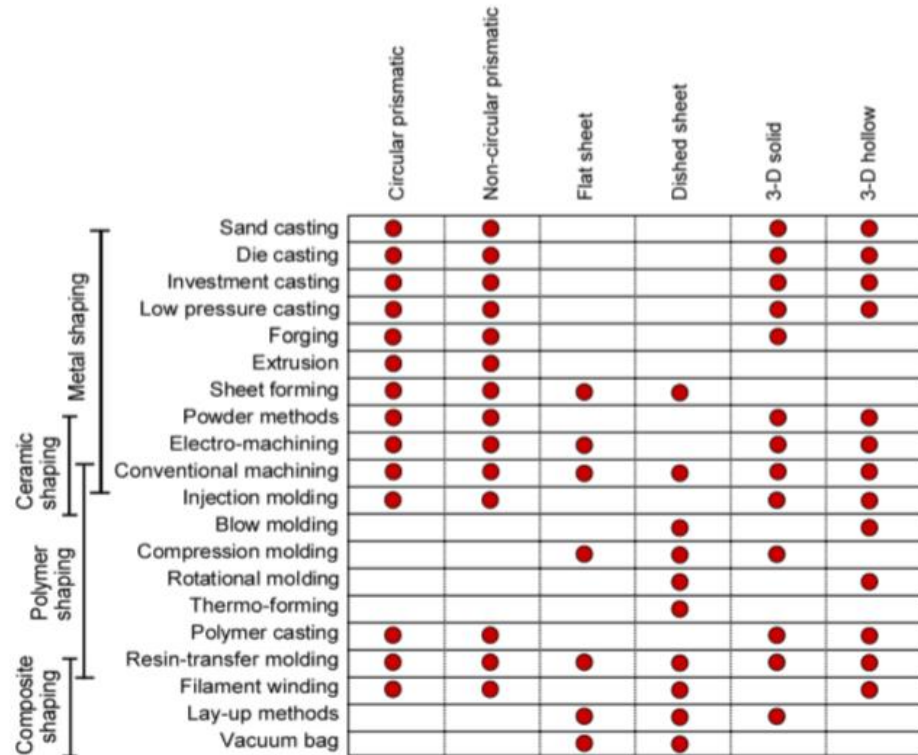 Circular prismatic
Non-circular prismatic
Flat sheet
Dished sheet
3-D solid
3-D hollow
Metal shaping
Ceramic
shaping
Polymer
shaping
Composite
shaping
Sand casting
Die casting
Investment casting
Low pressure casting
Forging
Extrusion
Sheet forming
Powder methods
Electro-machining
Conventional machining
Injection molding
Blow molding
Compression molding
Rotational molding
Thermo-forming
Polymer casting
Resin-transfer molding
Filament winding
Lay-up methods
Vacuum bag